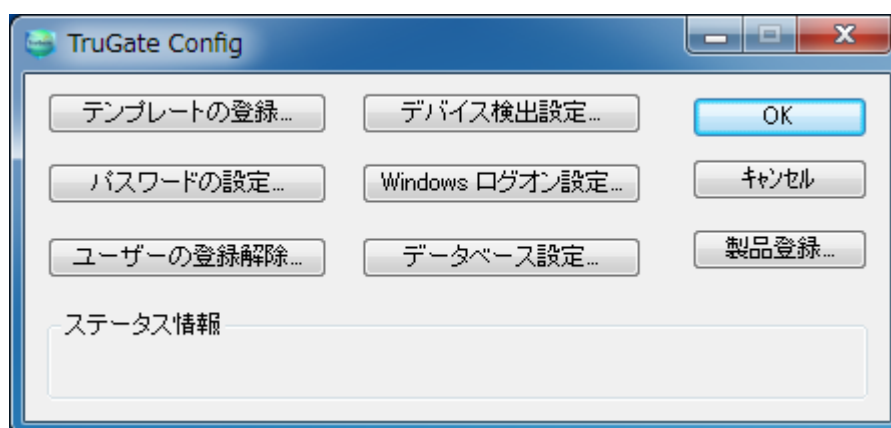 TruGate Config
テンプレートの登録...
デバイス検出設定...
OK
パスワードの設定...
Windows ログオン設定...
キャンセル
ユーザーの登録解除...
データベース設定...
製品登録...
ステータス情報